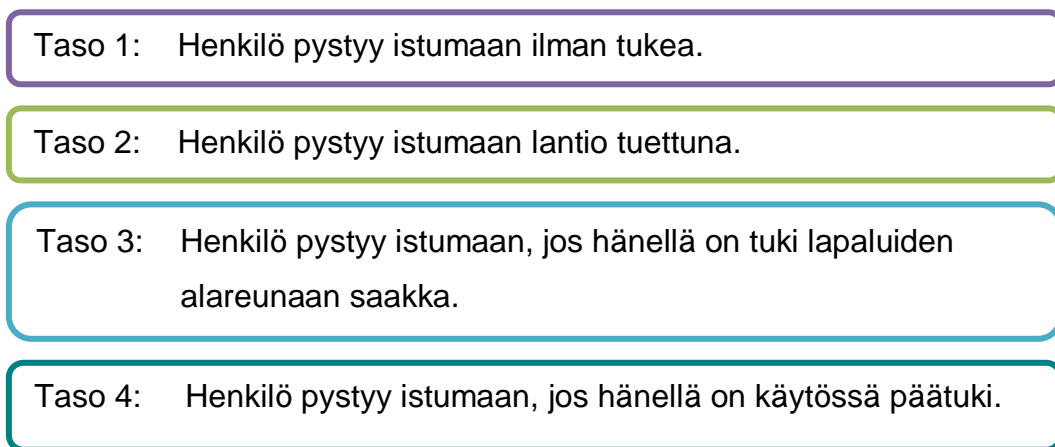 Taso 1: Henkilö pystyy istumaan ilman tukea.
Taso 2: Henkilö pystyy istumaan lantio tuettuna.
Taso 3: Henkilö pystyy istumaan, jos hänellä on tuki lapaluiden
alareunaan saakka.
Taso 4: Henkilö pystyy istumaan, jos hänellä on käytössä päätuki.